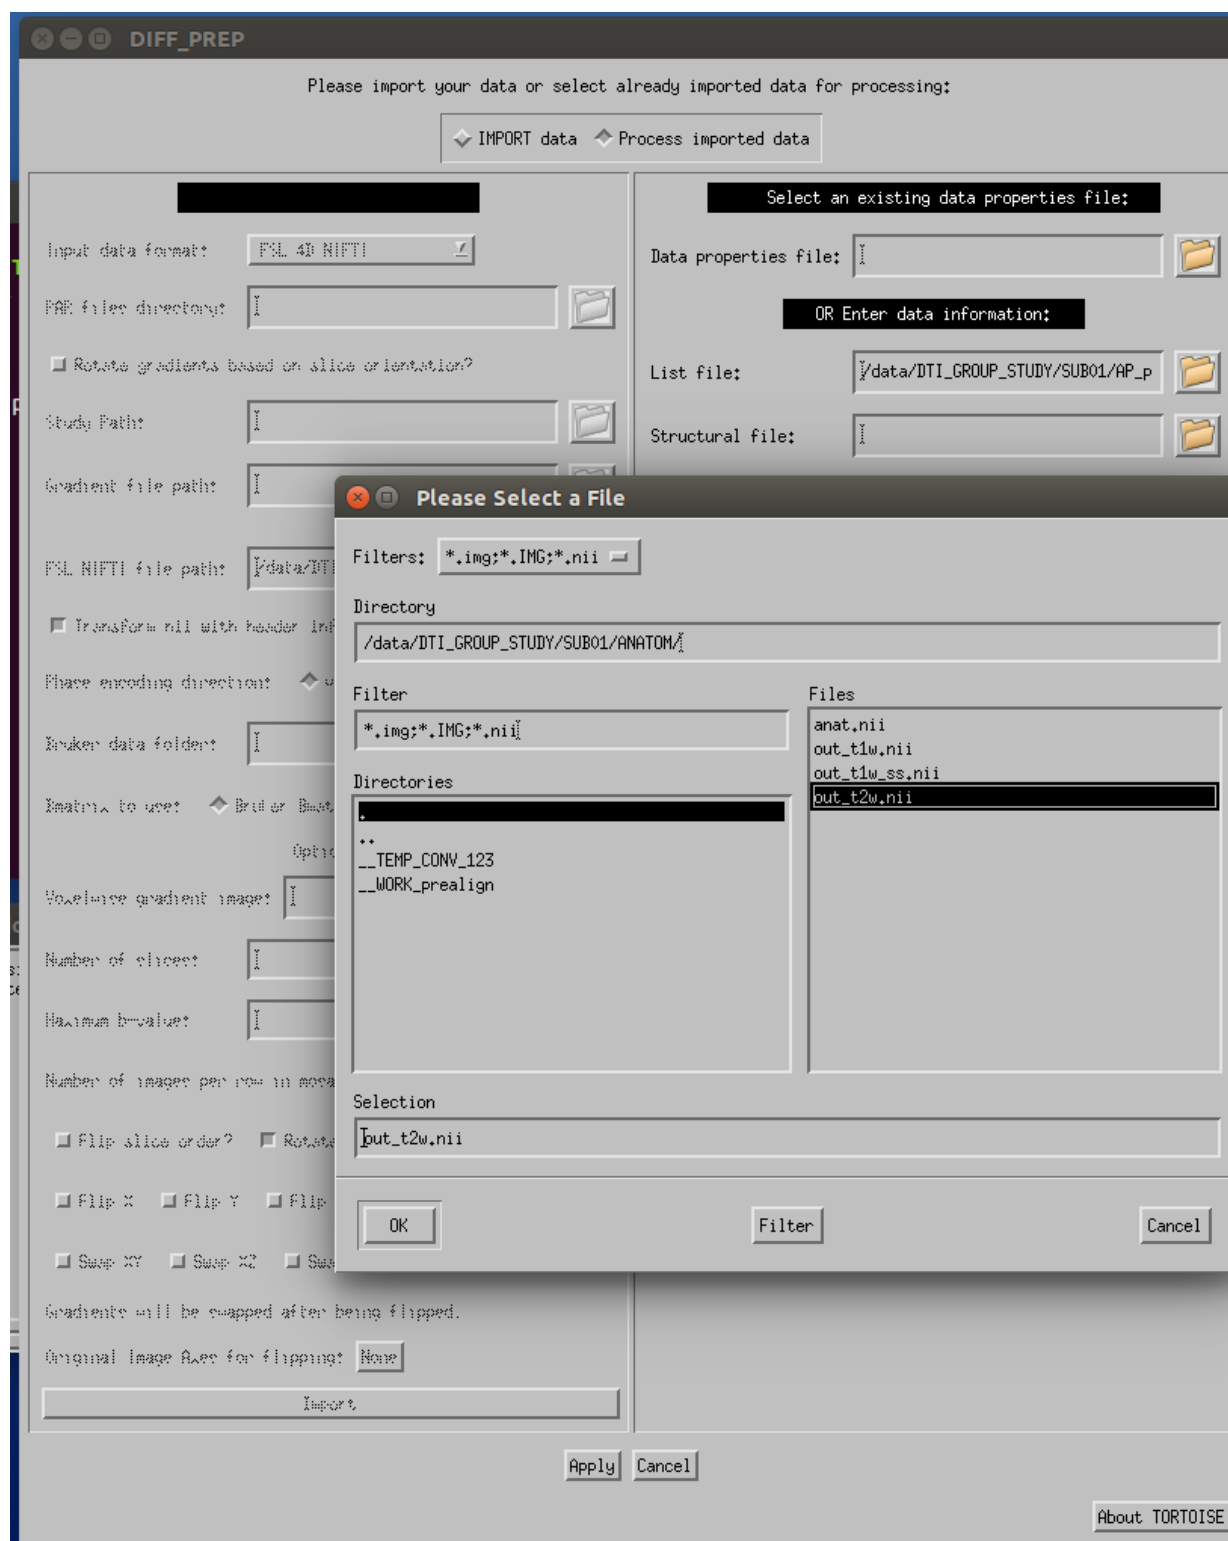 DIFF_PREP
Please import your data or select already imported data for processing:
IMPORT data Process imported data
Input data format: FSL 4D NIFTI
PAR files directory:
Rotate gradients based on slice orientation?
Study Path:
Gradient file path:
FSL NIFTI file path: /data/DTI
Transform nii with header inf
Phase encoding direction:
Bruker data folder:
Bmatrix to use: Bruker Bmat
Optio
Voxelwise gradient image:
Number of slices:
Maximum b-value:
Number of images per row in mosa
Flip slice order? Rotate
Flip X Flip Y Flip
Swap XY Swap XZ Swa
Gradients will be swapped after being flipped.
Original Image Axes for flipping: None
Import
Select an existing data properties file:
Data properties file:
OR Enter data information:
List file: /data/DTI_GROUP_STUDY/SUB01/AP_p
Structural file:
Please Select a File
Filters: *.img;*.IMG;*.nii
Directory
/data/DTI_GROUP_STUDY/SUB01/ANATOM/
Filter
*.img;*.IMG;*.nii
Directories
.
..
__TEMP_CONV_123
__WORK_prealign
Files
anat.nii
out_t1w.nii
out_t1w_ss.nii
out_t2w.nii
Selection
out_t2w.nii
OK Filter Cancel
Apply Cancel
About TORTOISE